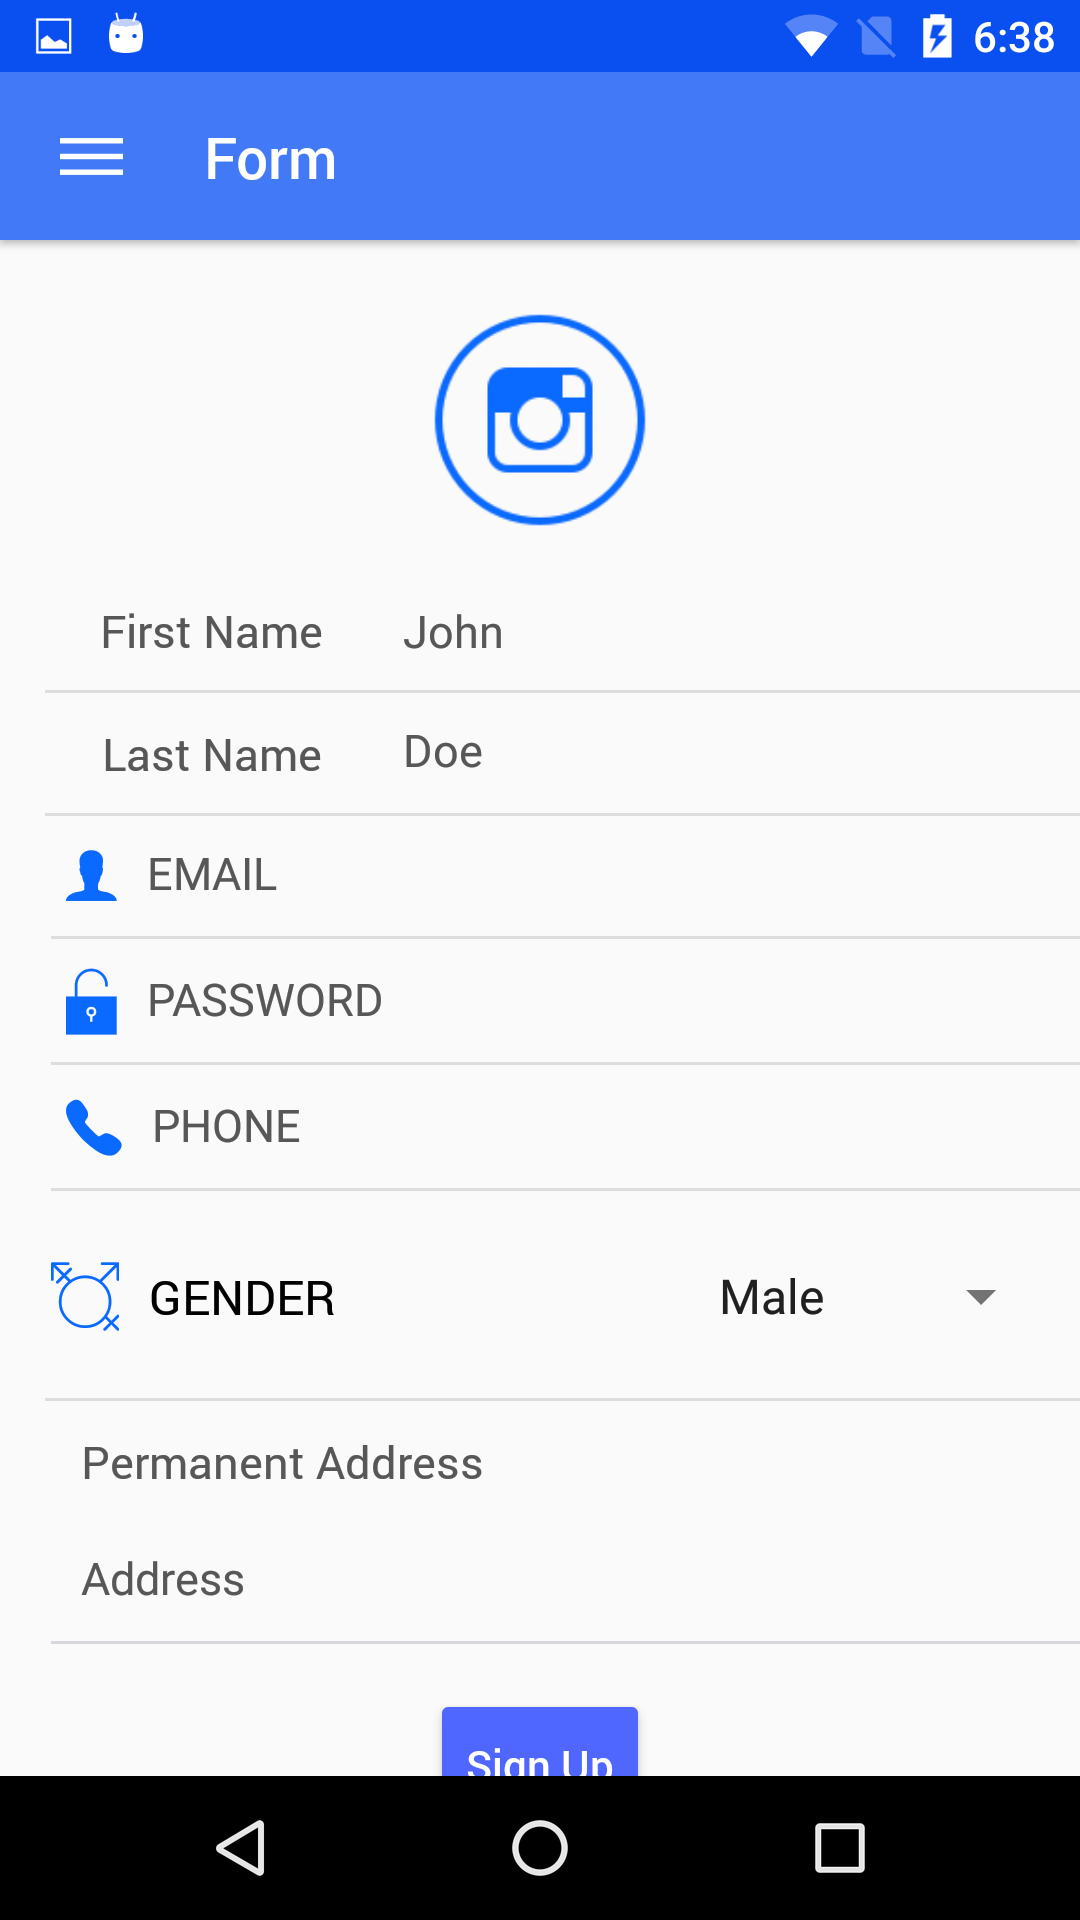 6:38
Form
First Name John
Last Name Doe
EMAIL
PASSWORD
PHONE
GENDER Male
Permanent Address
Address
Sign Up